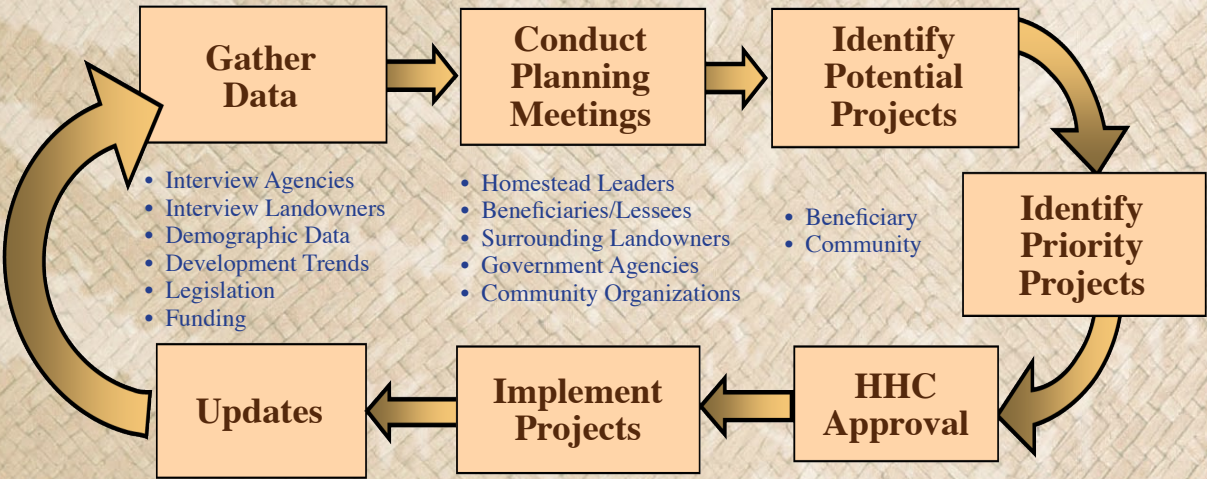 Gather
Data
Conduct
Planning
Meetings
Identify
Potential
Projects
• Interview Agencies
• Interview Landowners
• Demographic Data
• Development Trends
• Legislation
• Funding
• Homestead Leaders
• Beneficiaries/Lessees
• Surrounding Landowners
• Government Agencies
• Community Organizations
• Beneficiary
• Community
Identify
Priority
Projects
HHC
Approval
Implement
Projects
Updates